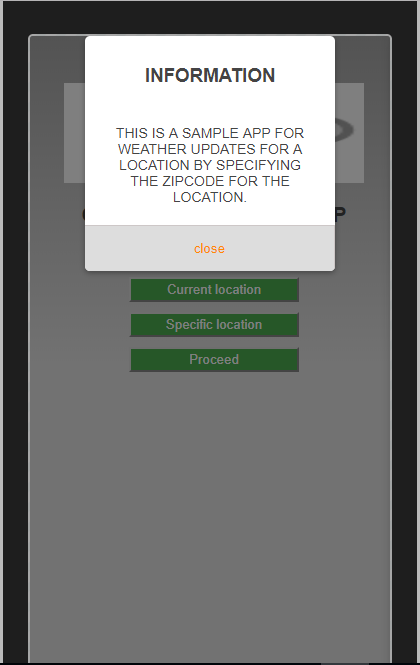 INFORMATION
THIS IS A SAMPLE APP FOR
WEATHER UPDATES FOR A
LOCATION BY SPECIFYING
THE ZIPCODE FOR THE
LOCATION.
close
Current location
Specific location
Proceed